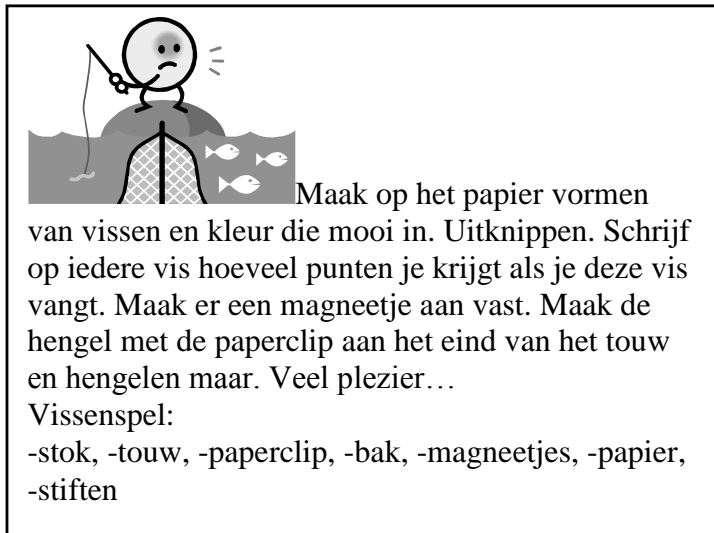 Maak op het papier vormen
van vissen en kleur die mooi in. Uitknippen. Schrijf
op iedere vis hoeveel punten je krijgt als je deze vis
vangt. Maak er een magneetje aan vast. Maak de
hengel met de paperclip aan het eind van het touw
en hengelen maar. Veel plezier…
Vissenspel:
-stok, -touw, -paperclip, -bak, -magneetjes, -papier,
-stiften